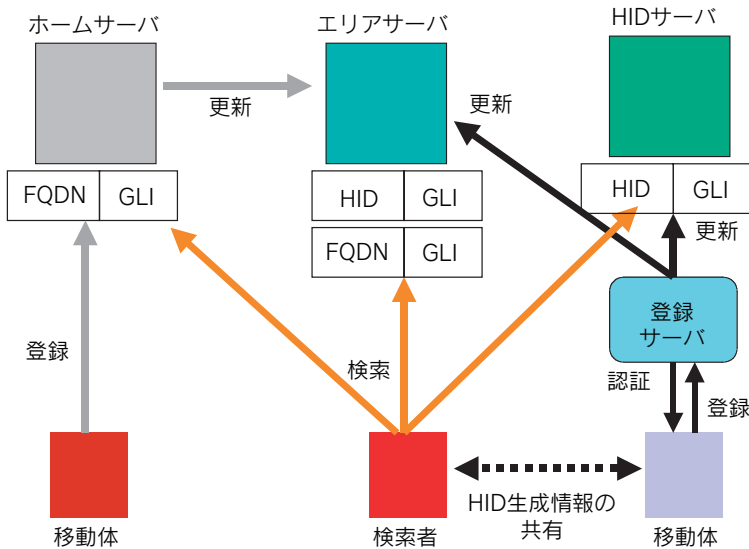 ホームサーバ
エリアサーバ
HIDサーバ
更新
更新
FQDN GLI
HID GLI
HID GLI
FQDN GLI
更新
登録
サーバ
登録
検索
認証
登録
HID生成情報の
共有
移動体
検索者
移動体